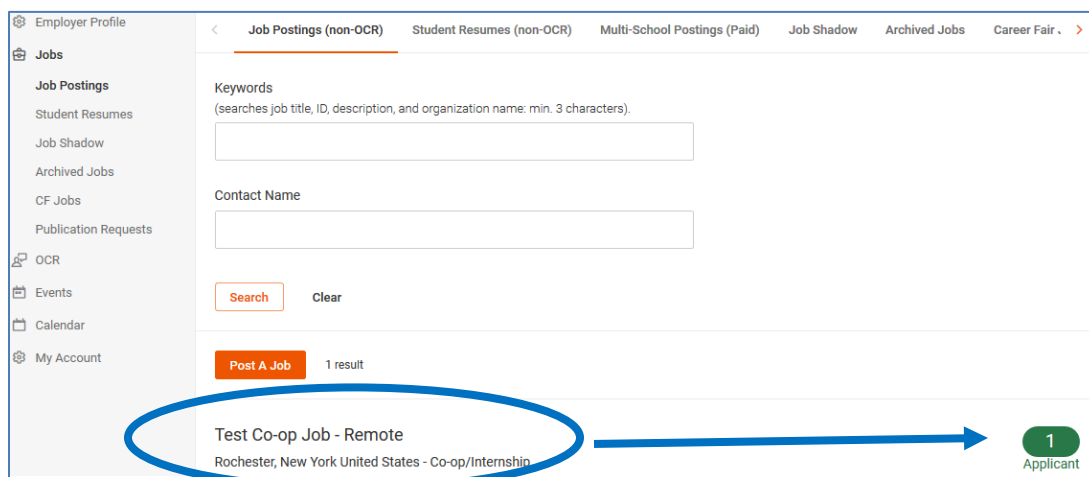 Employer Profile
Jobs
Job Postings
Student Resumes
Job Shadow
Archived Jobs
CF Jobs
Publication Requests
OCR
Events
Calendar
My Account
Job Postings (non-OCR) Student Resumes (non-OCR) Multi-School Postings (Paid) Job Shadow Archived Jobs Career Fair
Keywords
(searches job title, ID, description, and organization name: min. 3 characters).
Contact Name
Search Clear
Post A Job 1 result
Test Co-op Job - Remote
Rochester, New York United States - Co-op/Internship
1
Applicant